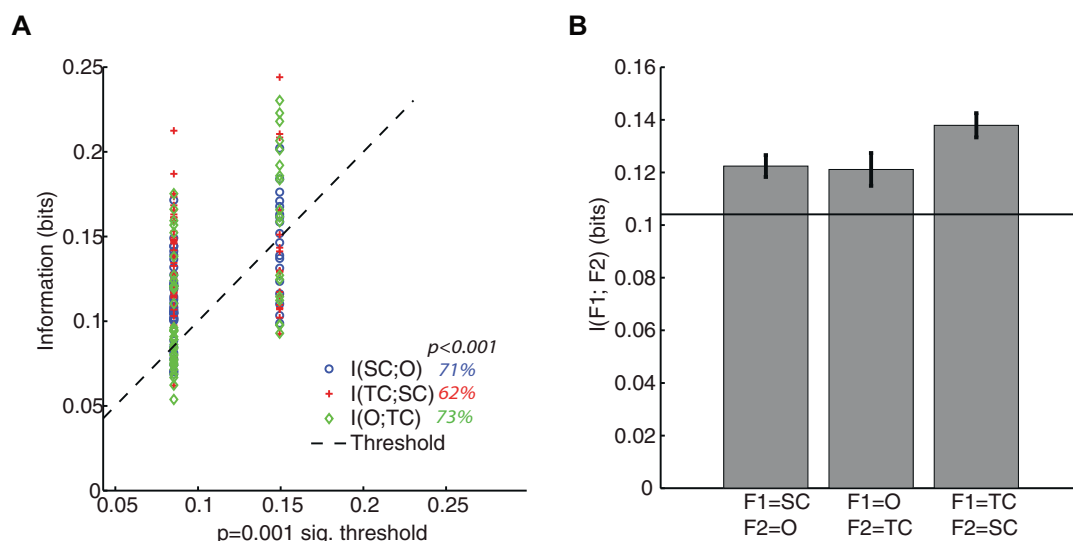 A
0.25
0.2
0.15
0.1
0.05
0
Information (bits)
0.05 0.1 0.15 0.2 0.25
p=0.001 sig. threshold
p<0.001
I(SC;O) 71%
I(TC;SC) 62%
I(O;TC) 73%
Threshold
B
0.16
0.14
0.12
0.1
0.08
0.06
0.04
0.02
0
I(F1; F2) (bits)
F1=SC F1=O F1=TC
F2=O F2=TC F2=SC